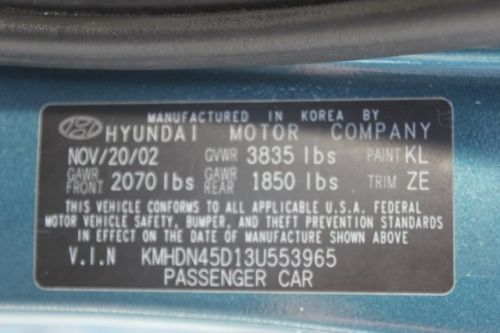 MANUFACTURED IN KOREA BY
HYUNDAI MOTOR COMPANY
NOV/20/02 GVWR 3835 lbs PAINT KL
GAWR FRONT 2070 lbs GAWR REAR 1850 lbs TRIM ZE
THIS VEHICLE CONFORMS TO ALL APPLICABLE U.S.A. FEDERAL
MOTOR VEHICLE SAFETY, BUMPER, AND THEFT PREVENTION STANDARDS
IN EFFECT ON THE DATE OF MANUFACTURE SHOWN ABOVE
V.I.N KMHDN45D13U553965
PASSENGER CAR